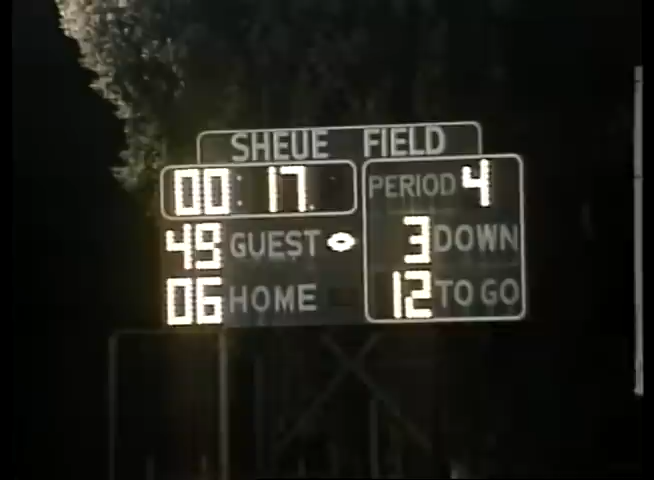 SHEUE FIELD
00:17 PERIOD 4
49 GUEST 3 DOWN
06 HOME 12 TO GO